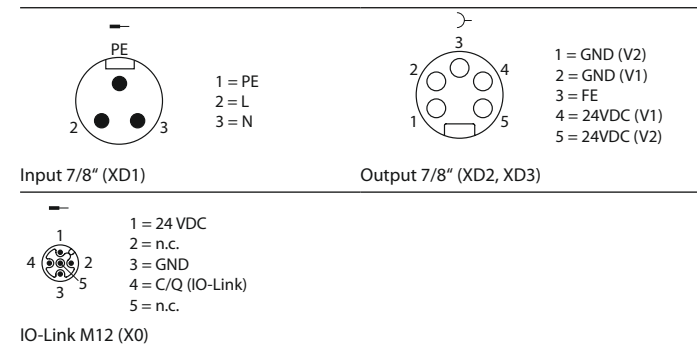 PE
2
3
1 = PE
2 = L
3 = N
Input 7/8“ (XD1)
3
2
4
1
5
1 = GND (V2)
2 = GND (V1)
3 = FE
4 = 24VDC (V1)
5 = 24VDC (V2)
Output 7/8“ (XD2, XD3)
1
4
2
5
3
1 = 24 VDC
2 = n.c.
3 = GND
4 = C/Q (IO-Link)
5 = n.c.
IO-Link M12 (X0)